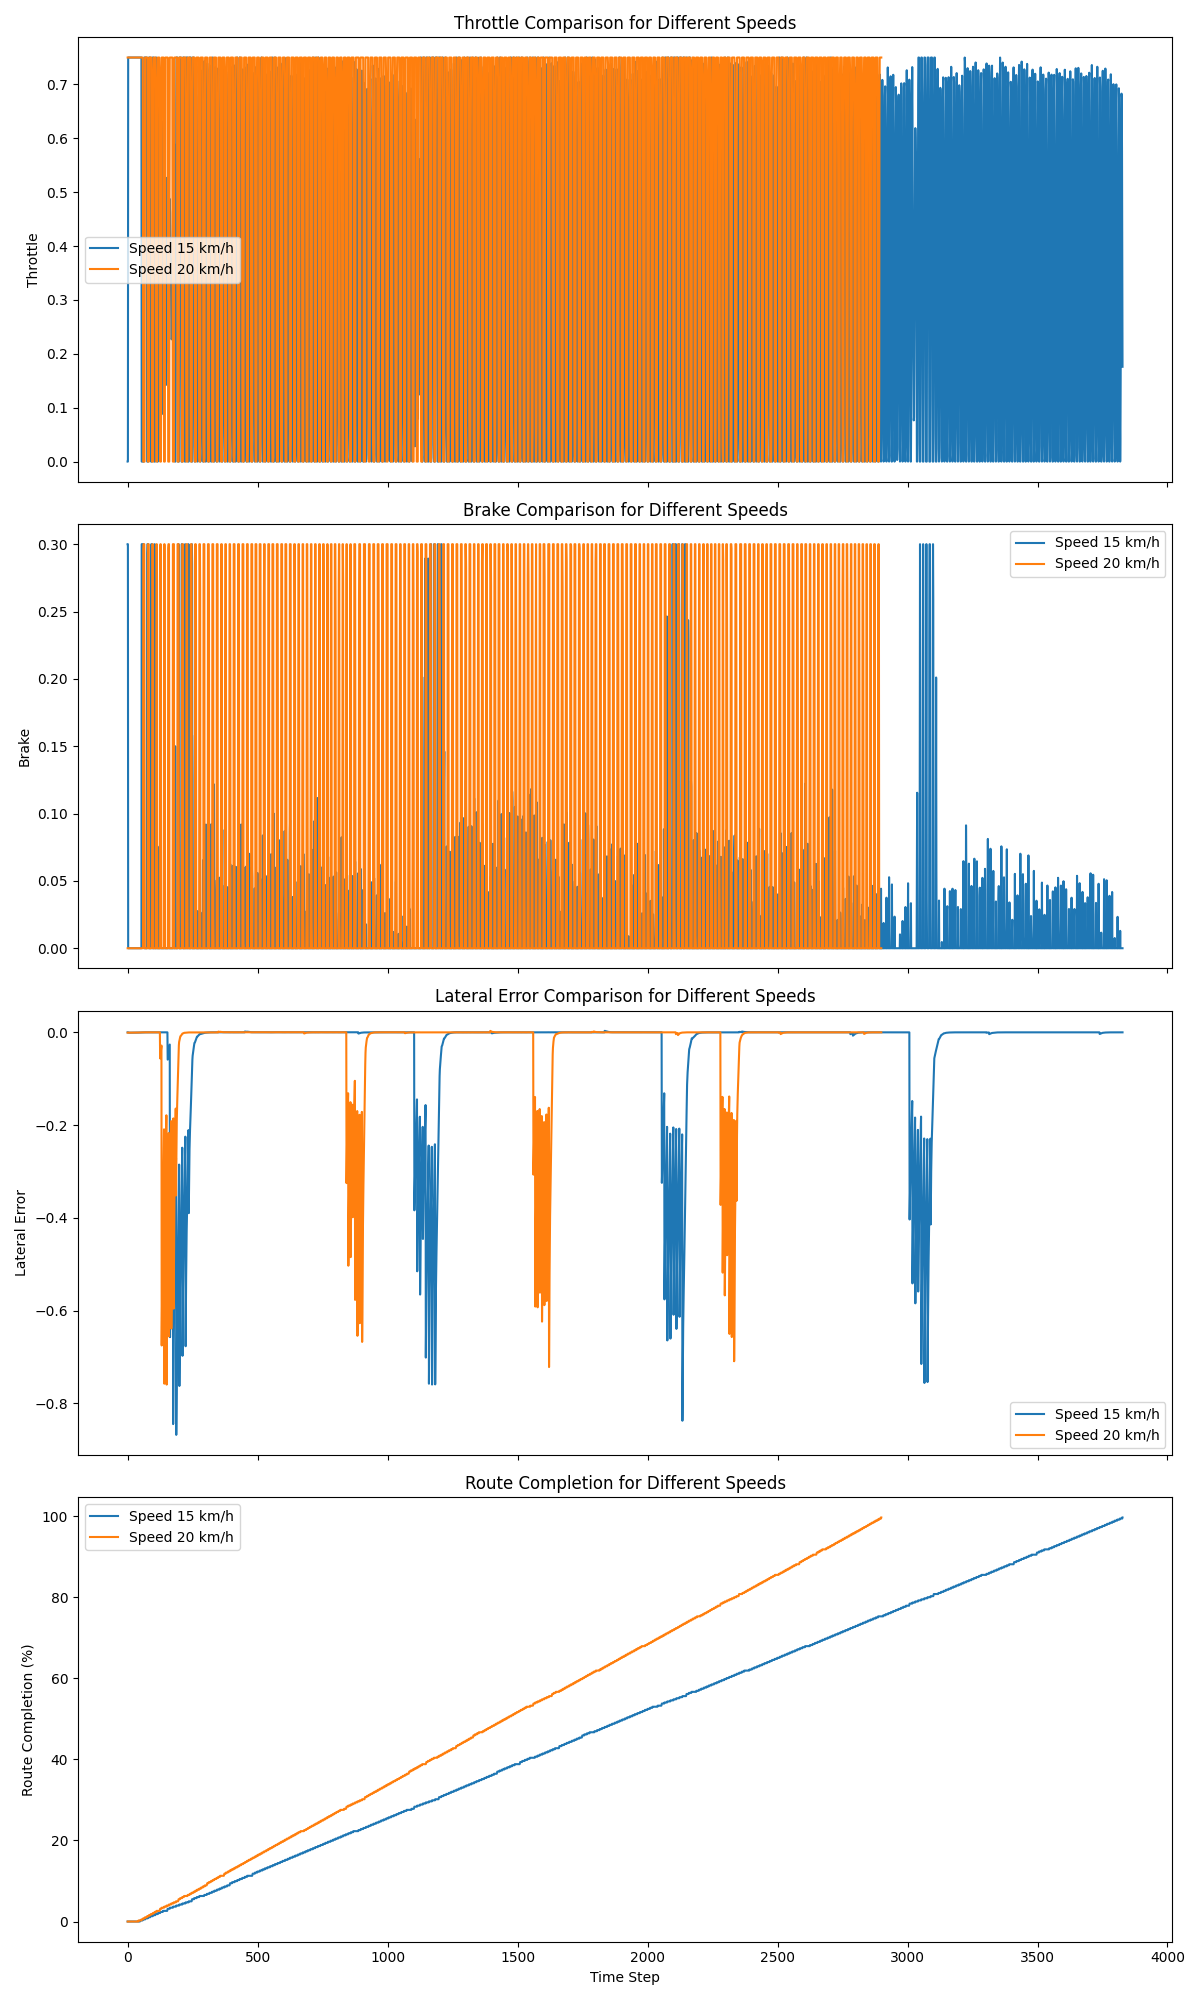 Throttle Comparison for Different Speeds
0.7
0.6
0.5
0.4
0.3
0.2
0.1
0.0
Throttle
Speed 15 km/h
Speed 20 km/h
Brake Comparison for Different Speeds
0.30
0.25
0.20
0.15
0.10
0.05
0.00
Brake
Speed 15 km/h
Speed 20 km/h
Lateral Error Comparison for Different Speeds
0.0
−0.2
−0.4
−0.6
−0.8
Lateral Error
Speed 15 km/h
Speed 20 km/h
Route Completion for Different Speeds
100
80
60
40
20
0
Route Completion (%)
Speed 15 km/h
Speed 20 km/h
0 500 1000 1500 2000 2500 3000 3500 4000
Time Step